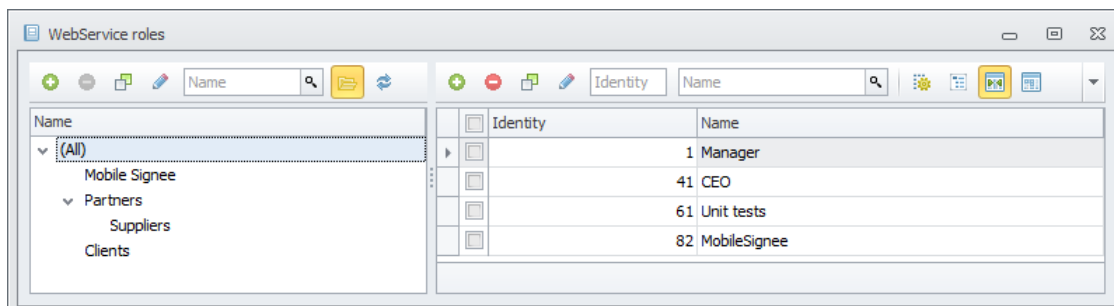 WebService roles
Name Identity Name
Name Identity Name
(All)
Mobile Signee
Partners
Suppliers
Clients
1 Manager
41 CEO
61 Unit tests
82 MobileSignee